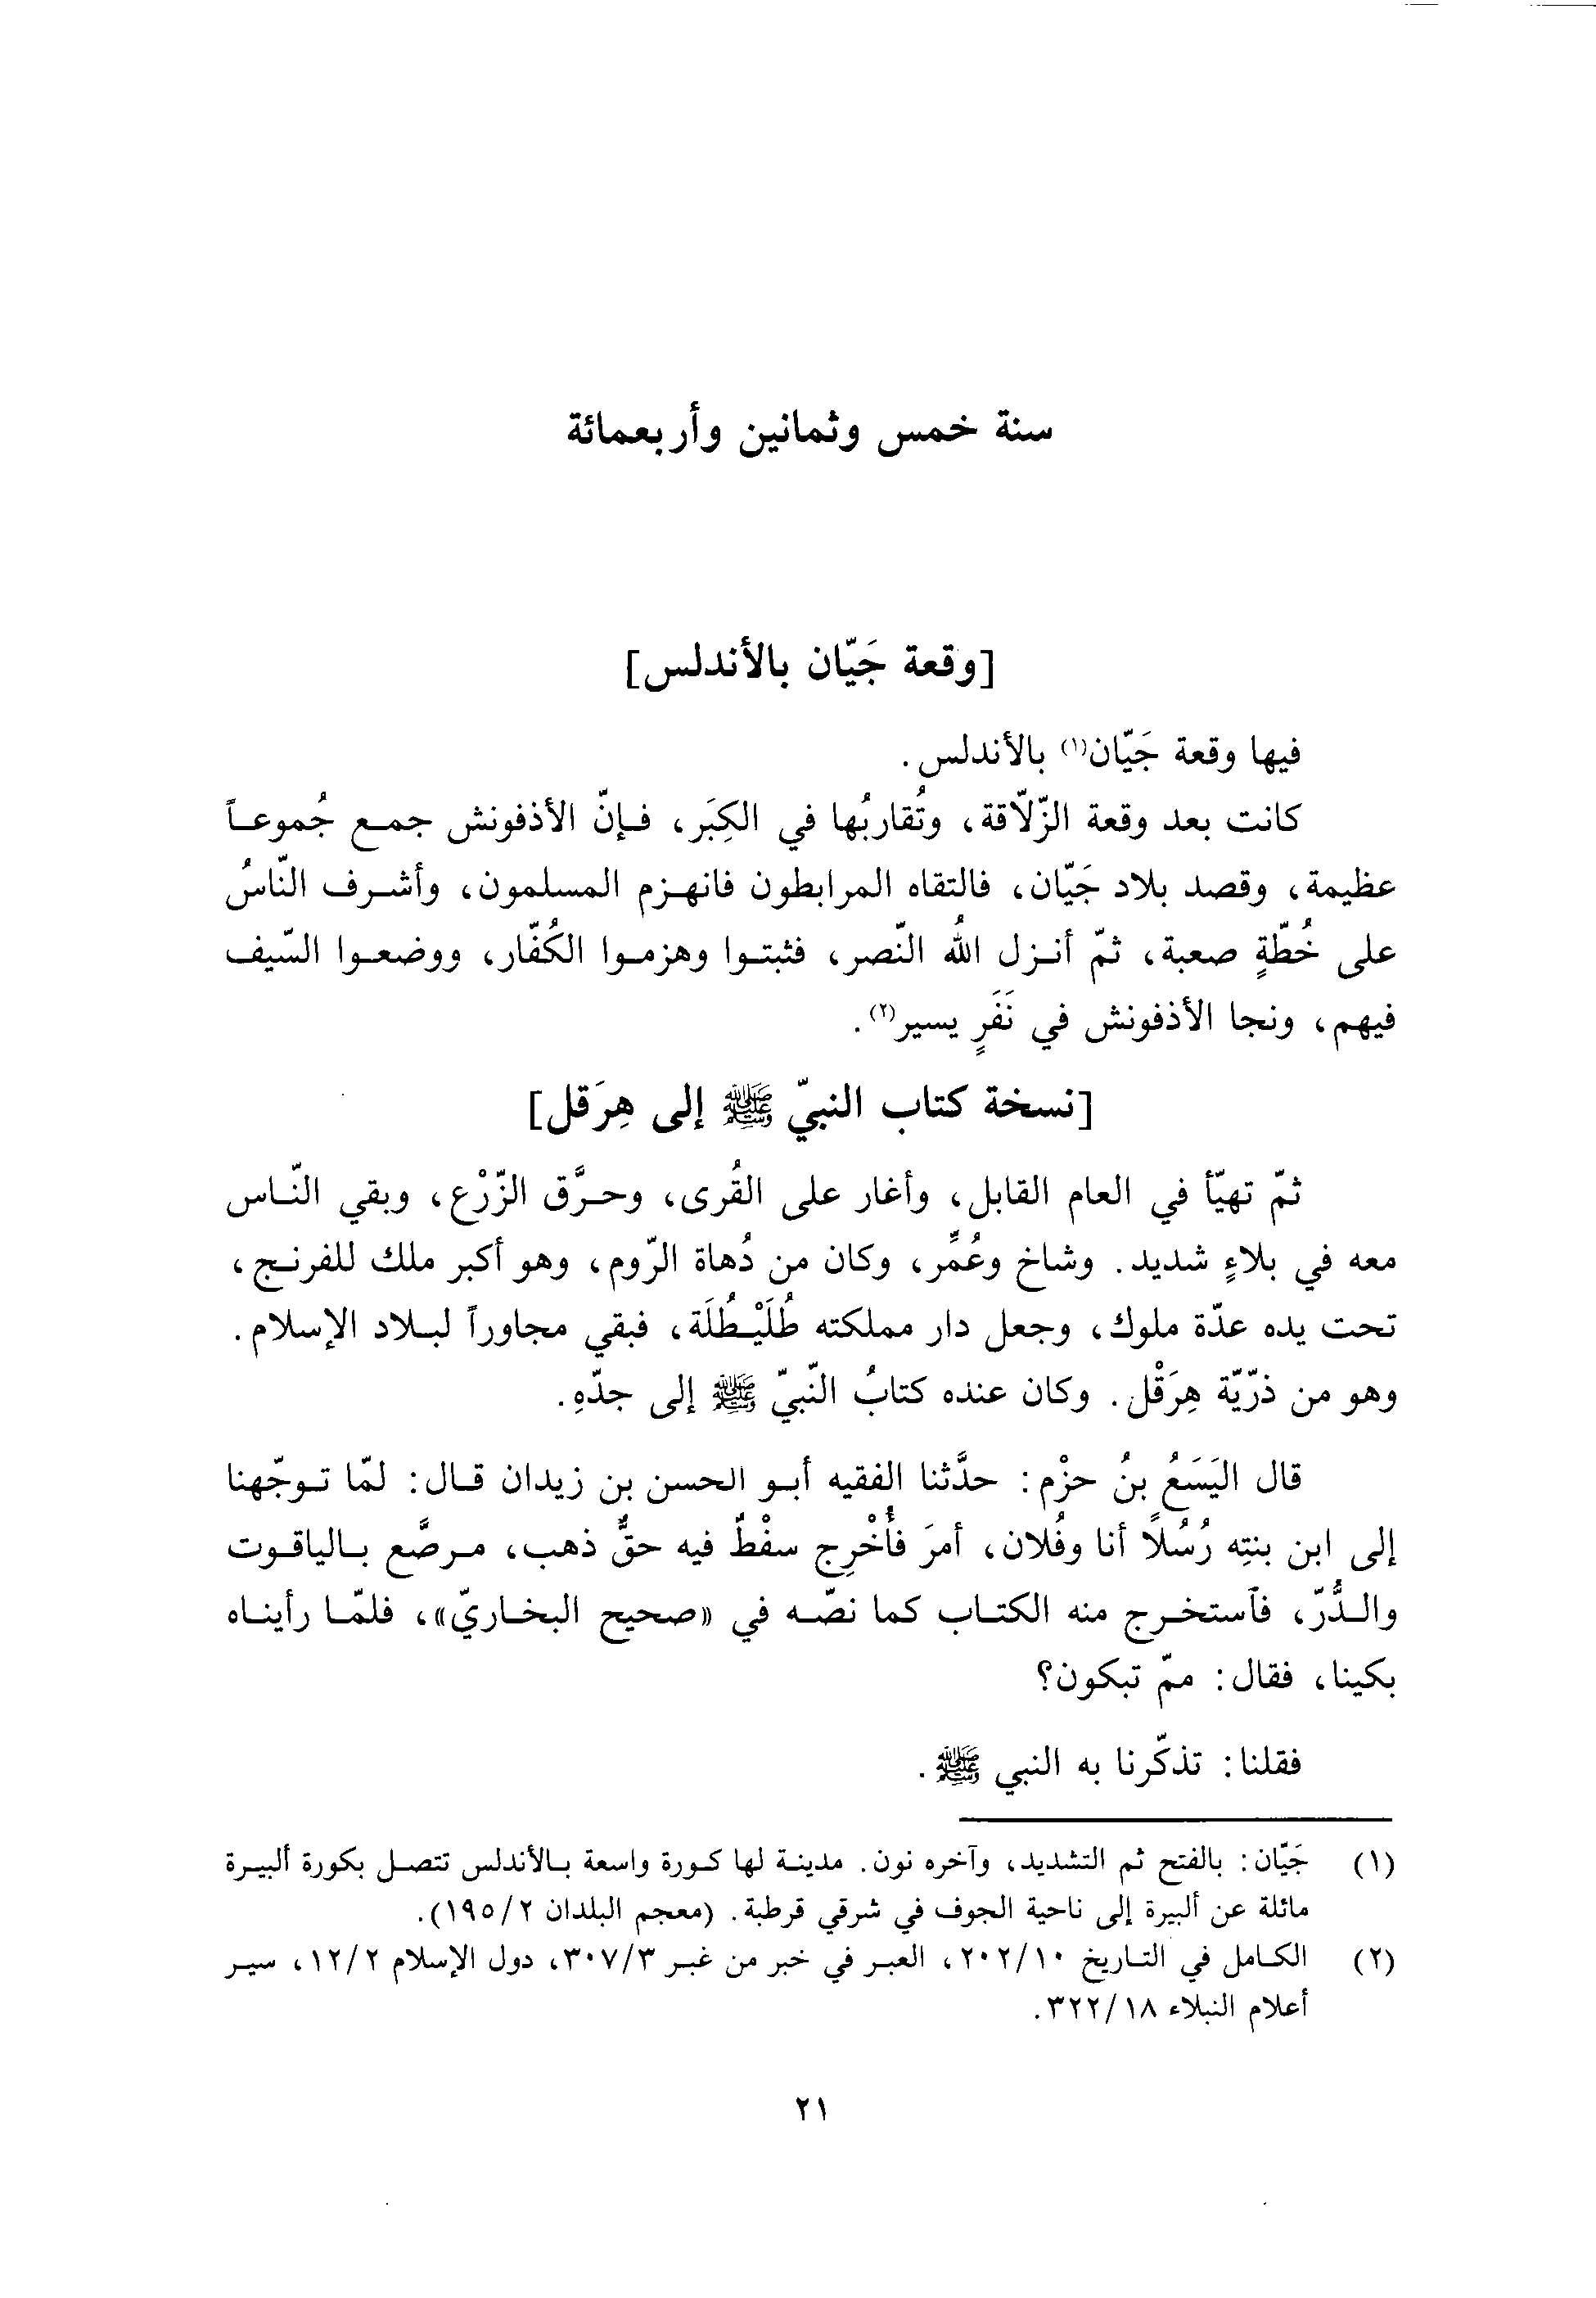 سنة خمس وثمانين وأربعمائة
[وقعة جَيّان بالأندلس]
فيها وقعة جَيّان(١) بالأندلس.
كانت بعد وقعة الزّلّاقة، وتُقاربُها في الكِبَر، فإنّ الأذفونش جمع جُموعاً
عظيمة، وقصد بلاد جَيّان، فالتقاه المرابطون فانهزم المسلمون، وأشرف النّاسُ
على خُطّةٍ صعبة، ثمّ أنزل اللهُ النّصر، فثبتوا وهزموا الكُفّار، ووضعوا السّيف
فيهم، ونجا الأذفونش في نَفَرٍ يسير(٢).
[نسخة كتاب النبيّ ﷺ إلى هِرَقل]
ثمّ تهيّأ في العام القابل، وأغار على القُرى، وحرَّق الزّرْع، وبقي النّاس
معه في بلاءٍ شديد. وشاخ وعُمِّر، وكان من دُهاة الرّوم، وهو أكبر ملك للفرنج،
تحت يده عدّة ملوك، وجعل دار مملكته طُلَيْطُلَة، فبقي مجاوراً لبلاد الإسلام.
وهو من ذرّيّة هِرَقْل. وكان عنده كتابُ النّبيّ ﷺ إلى جدّهِ.
قال اليَسَعُ بنُ حزْم: حدَّثنا الفقيه أبو الحسن بن زيدان قال: لمّا توجّهنا
إلى ابن بنتِه رُسُلاً أنا وفُلان، أمرَ فأُخْرِج سفْطٌ فيه حقٌّ ذهب، مرصَّع بالياقوت
والدُّرّ، فآستخرج منه الكتاب كما نصّه في «صحيح البخاريّ»، فلمّا رأيناه
بكينا، فقال: ممّ تبكون؟
فقلنا: تذكّرنا به النبي ﷺ.
(١) جَيّان: بالفتح ثم التشديد، وآخره نون. مدينة لها كورة واسعة بالأندلس تتصل بكورة ألبيرة
مائلة عن ألبيرة إلى ناحية الجوف في شرقي قرطبة. (معجم البلدان ١٩٥/٢).
(٢) الكامل في التاريخ ٢٠٢/١٠، العبر في خبر من غبر ٣٠٧/٣، دول الإسلام ١٢/٢، سير
أعلام النبلاء ٣٢٢/١٨.
٢١